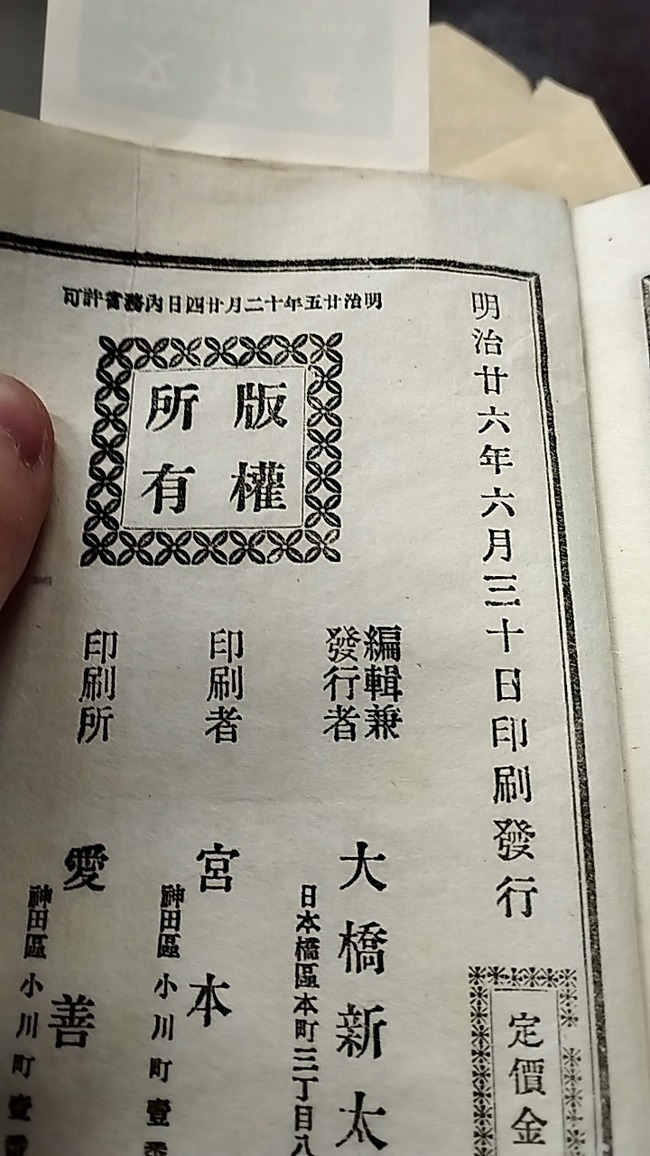 明治廿六年六月三十日印刷發行
定價金
明治廿五年十二月廿四日內務省許可
版權
所有
編輯兼
發行者
大橋新太
日本橋區本町三丁目八
印刷者
宮本
神田區小川町壹番
印刷所
愛善
神田區小川町壹番